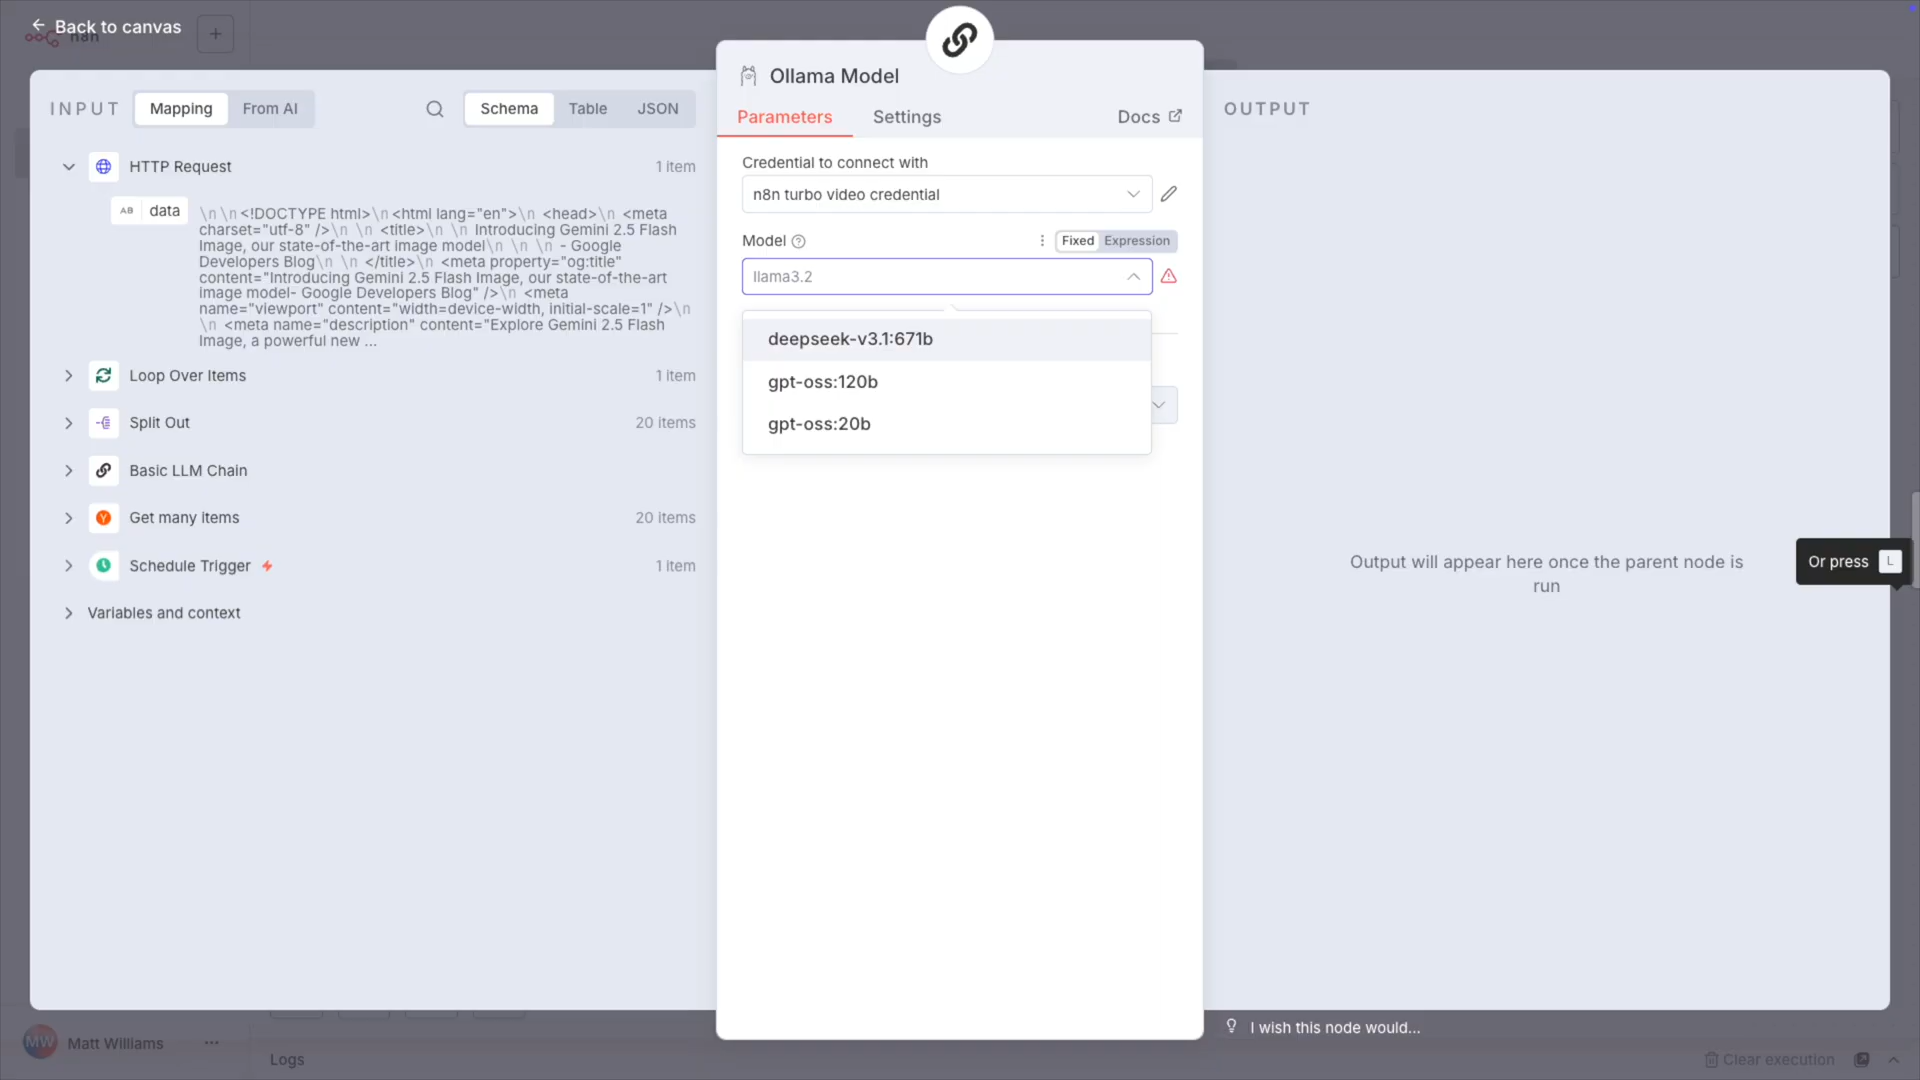 Back to canvas
n8n
INPUT
Mapping
From AI
Schema
Table
JSON
HTTP Request
1 item
AB
data
\n\n<!DOCTYPE html>\n<html lang="en">\n <head>\n <meta
charset="utf-8" />\n \n <title>\n \n Introducing Gemini 2.5 Flash
Image, our state-of-the-art image model\n \n \n - Google
Developers Blog\n \n </title>\n <meta property="og:title"
content="Introducing Gemini 2.5 Flash Image, our state-of-the-art
image model- Google Developers Blog" />\n <meta
name="viewport" content="width=device-width, initial-scale=1" />\n
\n <meta name="description" content="Explore Gemini 2.5 Flash
Image, a powerful new ...
Loop Over Items
1 item
Split Out
20 items
Basic LLM Chain
Get many items
20 items
Schedule Trigger
1 item
Variables and context
Ollama Model
Parameters
Settings
Docs
Credential to connect with
n8n turbo video credential
Model
Fixed
Expression
llama3.2
deepseek-v3.1:671b
gpt-oss:120b
gpt-oss:20b
OUTPUT
Output will appear here once the parent node is
run
Or press
L
I wish this node would...
MW
Matt Williams
Logs
Clear execution